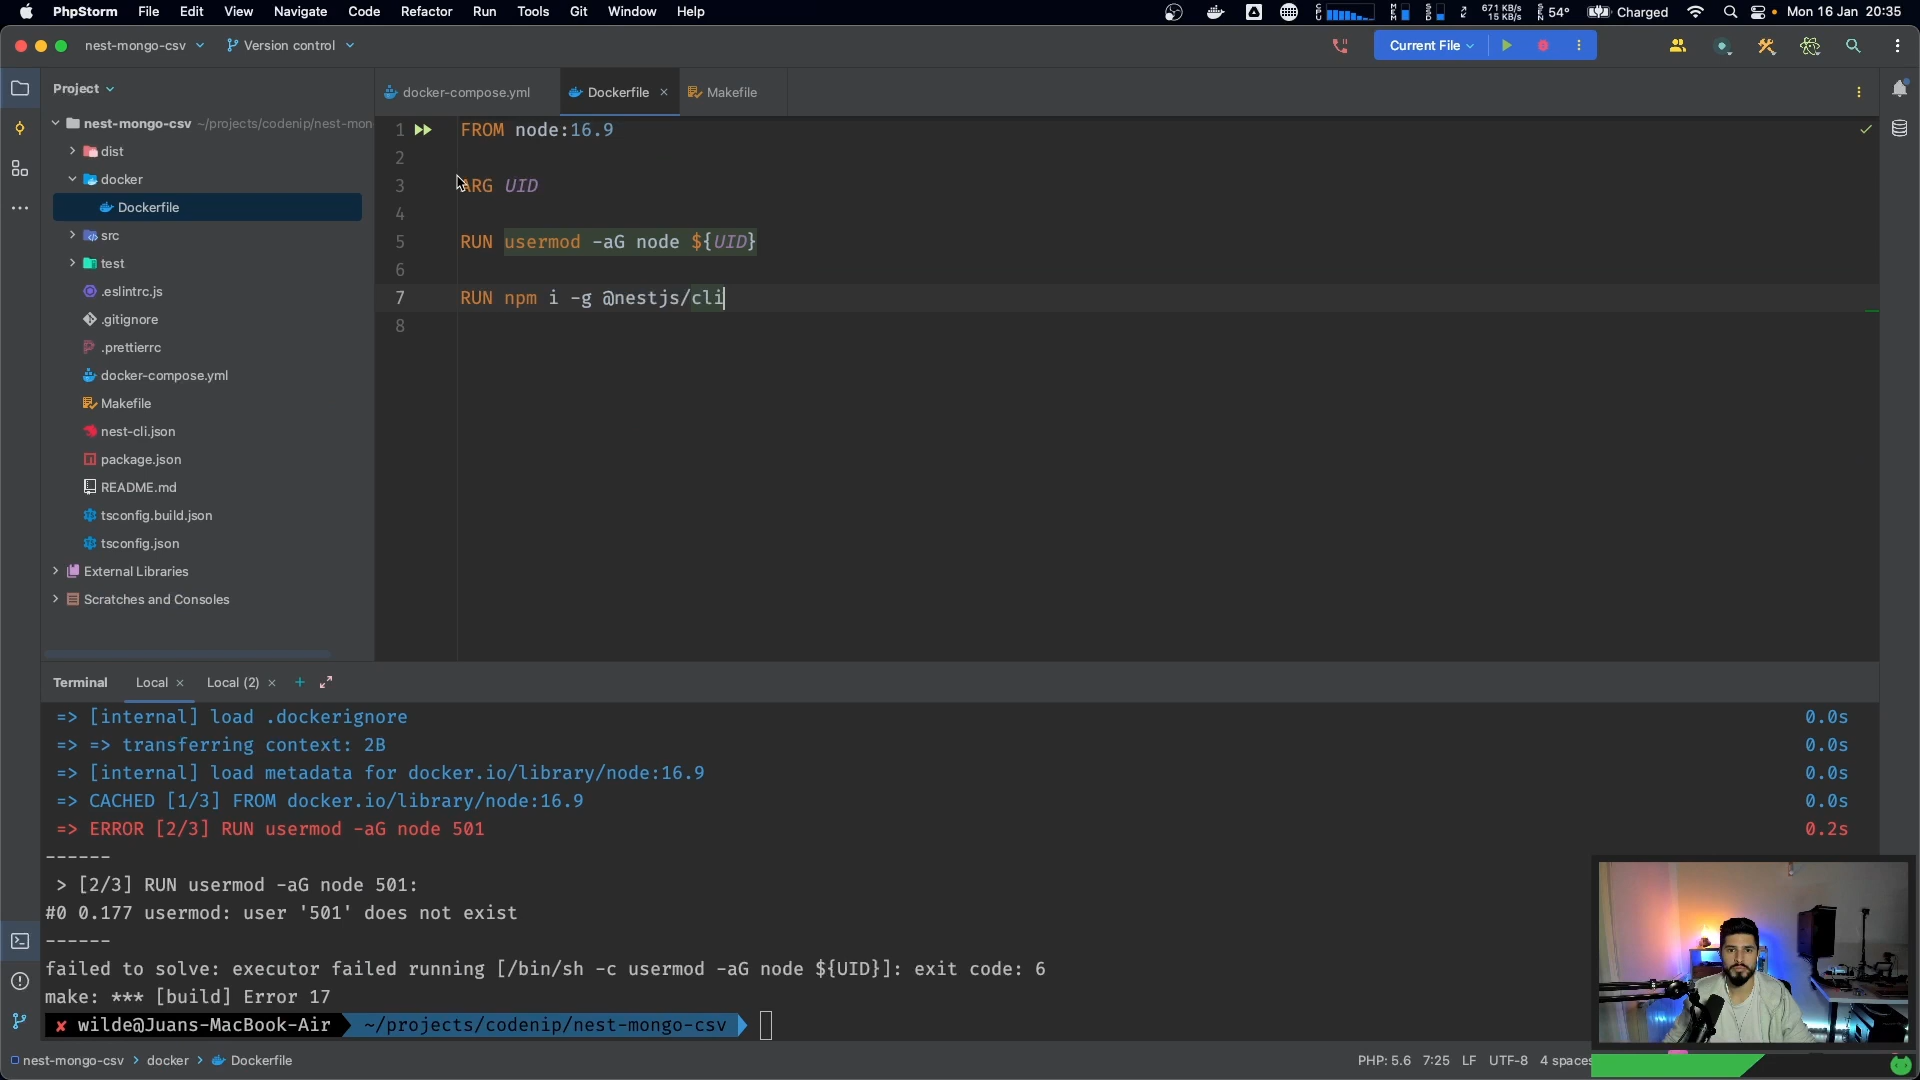 PhpStorm File Edit View Navigate Code Refactor Run Tools Git Window Help
671 KB/s
15 KB/s
54° Charged Mon 16 Jan 20:35
nest-mongo-csv Version control Current File
Project
docker-compose.yml Dockerfile Makefile
nest-mongo-csv ~/projects/codenip/nest-mon
dist
docker
Dockerfile
src
test
.eslintrc.js
.gitignore
.prettierrc
docker-compose.yml
Makefile
nest-cli.json
package.json
README.md
tsconfig.build.json
tsconfig.json
External Libraries
Scratches and Consoles
1 FROM node:16.9
2
3 ARG UID
4
5 RUN usermod -aG node ${UID}
6
7 RUN npm i -g @nestjs/cli
8
Terminal Local Local (2)
=> [internal] load .dockerignore 0.0s
=> => transferring context: 2B 0.0s
=> [internal] load metadata for docker.io/library/node:16.9 0.0s
=> CACHED [1/3] FROM docker.io/library/node:16.9 0.0s
=> ERROR [2/3] RUN usermod -aG node 501 0.2s
------
> [2/3] RUN usermod -aG node 501:
#0 0.177 usermod: user '501' does not exist
------
failed to solve: executor failed running [/bin/sh -c usermod -aG node ${UID}]: exit code: 6
make: *** [build] Error 17
✘ wilde@Juans-MacBook-Air ~/projects/codenip/nest-mongo-csv
nest-mongo-csv > docker > Dockerfile PHP: 5.6 7:25 LF UTF-8 4 spaces